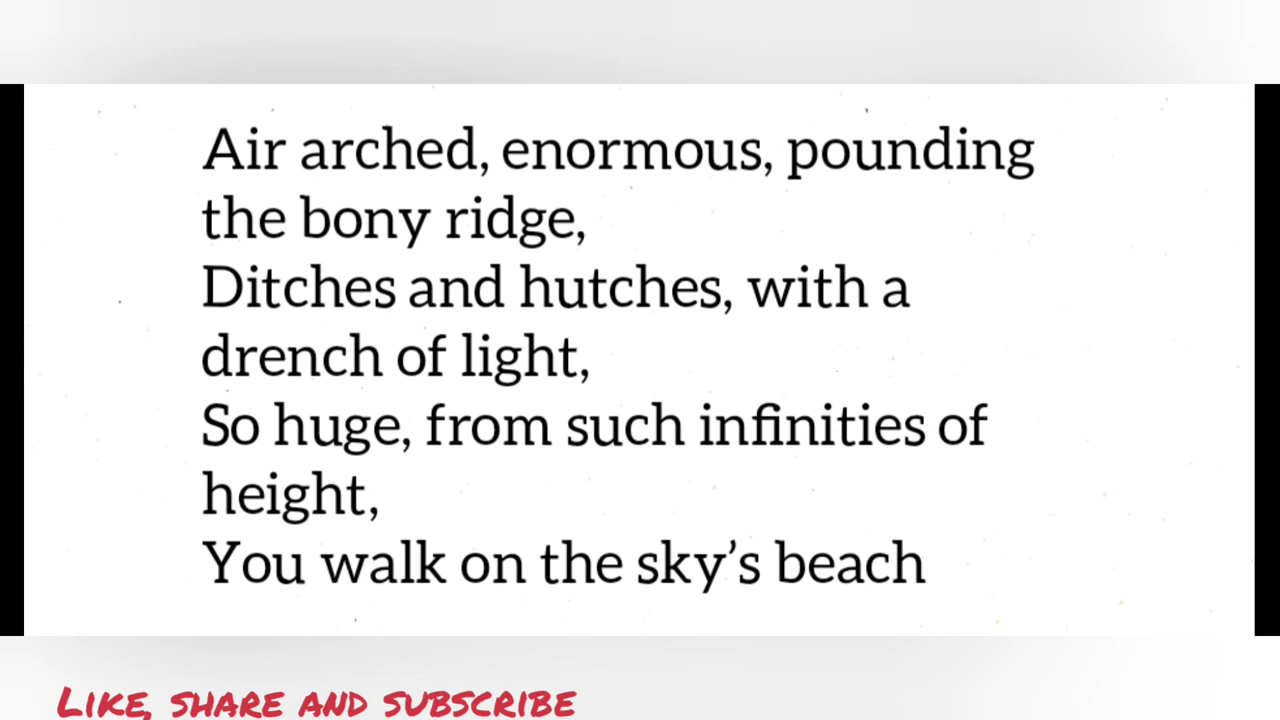 Air arched, enormous, pounding
the bony ridge,
Ditches and hutches, with a
drench of light,
So huge, from such infinities of
height,
You walk on the sky’s beach
LIKE, SHARE AND SUBSCRIBE